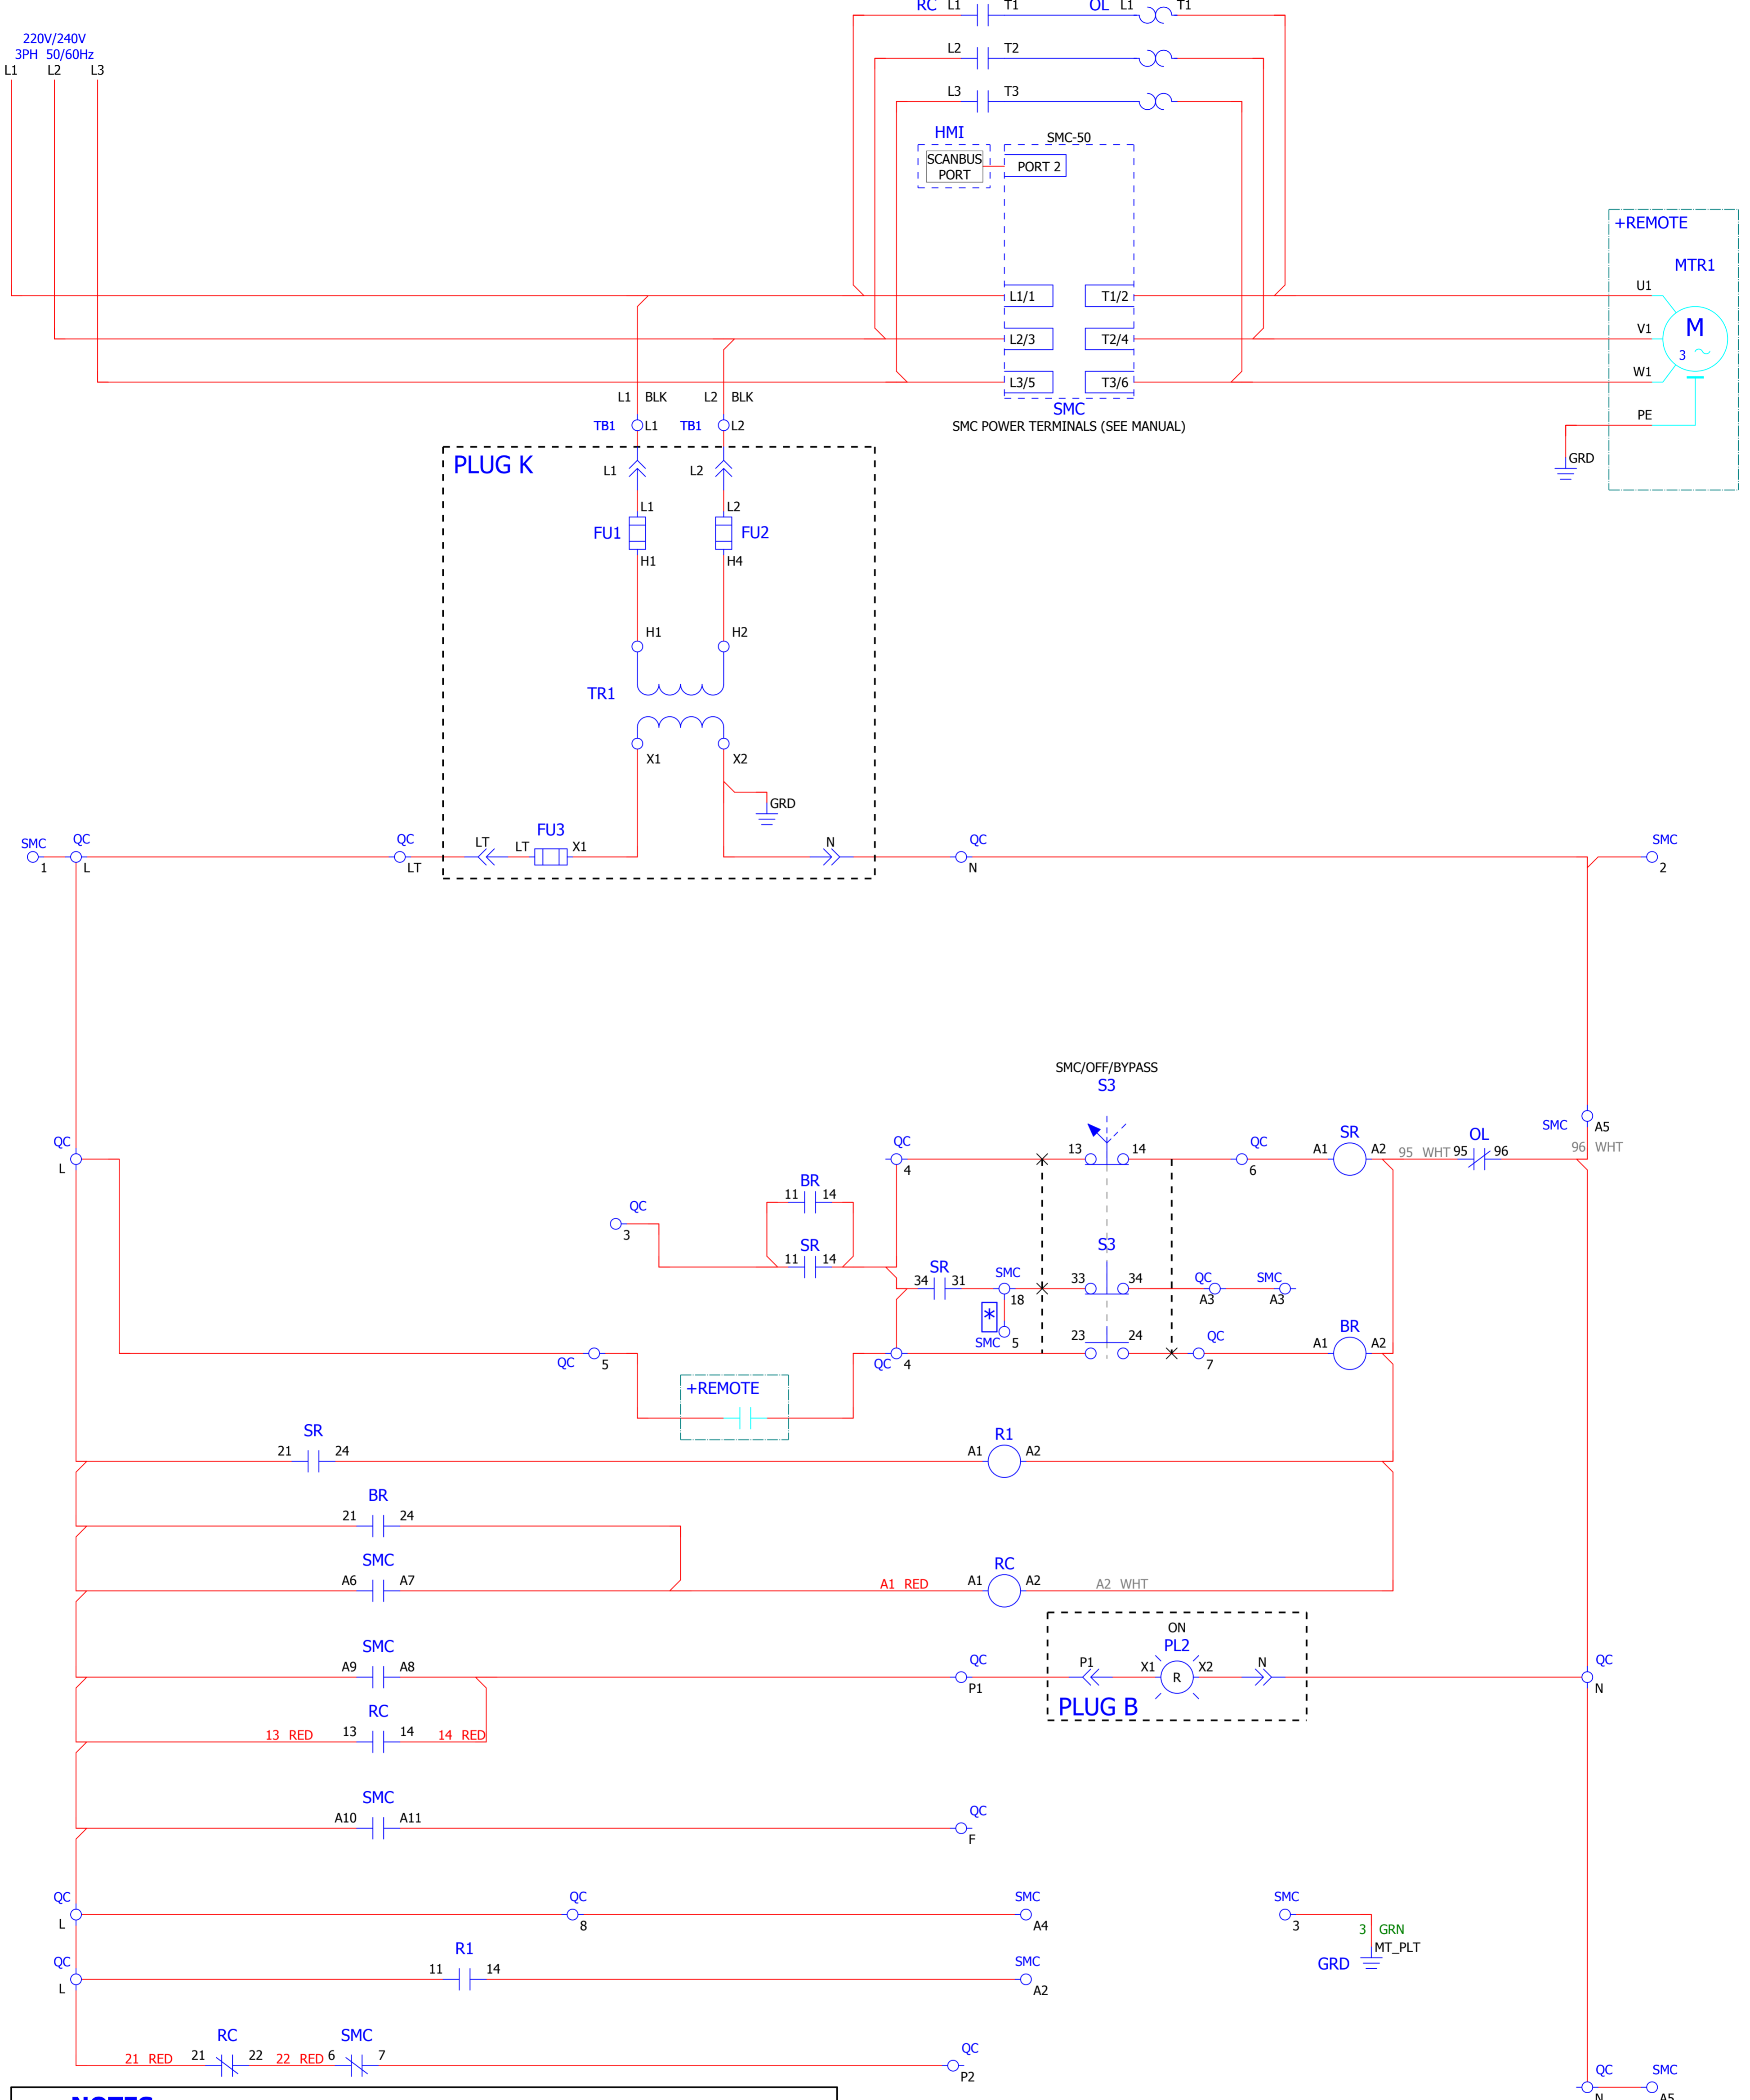 RC L1 T1 OL L1 T1
220V/240V
3PH 50/60Hz
L1 L2 L3
L2 T2
L3 T3
HMI
SMC-50
SCANBUS
PORT
PORT 2
+REMOTE
MTR1
L1/1 T1/2 U1
L2/3 T2/4 V1
M
3
L3/5 T3/6 W1
L1 BLK L2 BLK
SMC
PE
TB1 L1 TB1 L2
SMC POWER TERMINALS (SEE MANUAL)
GRD
PLUG K
L1 L2
L1 L2
FU1 FU2
H1 H4
H1 H2
TR1
X1 X2
GRD
SMC QC QC FU3 QC SMC
LT LT X1 N
1 L LT N 2
SMC/OFF/BYPASS
S3
SMC A5
QC QC 13 14 QC SR OL 96 WHT
L 4 6 A1 A2 95 WHT 95 96
BR
11 14
QC
3
SR S3
11 14
SR SMC QC SMC
34 31 33 34
18 A3 A3
*
SMC 5 23 24 QC BR
A1 A2
QC 5 QC 4 7
+REMOTE
SR R1
21 24 A1 A2
BR
21 24
SMC RC
A6 A7 A1 RED A1 A2 A2 WHT
ON
SMC QC PL2 QC
A9 A8 P1 X1 R X2 N
P1 N
RC PLUG B
13 RED 13 14 14 RED
SMC
A10 A11 QC
F
QC QC SMC SMC
L 8 A4 3
3 GRN
MT_PLT
GRD
QC R1 SMC
11 14
L A2
RC SMC QC
21 RED 21 22 22 RED 6 7
P2
QC SMC
N A5
NOTES